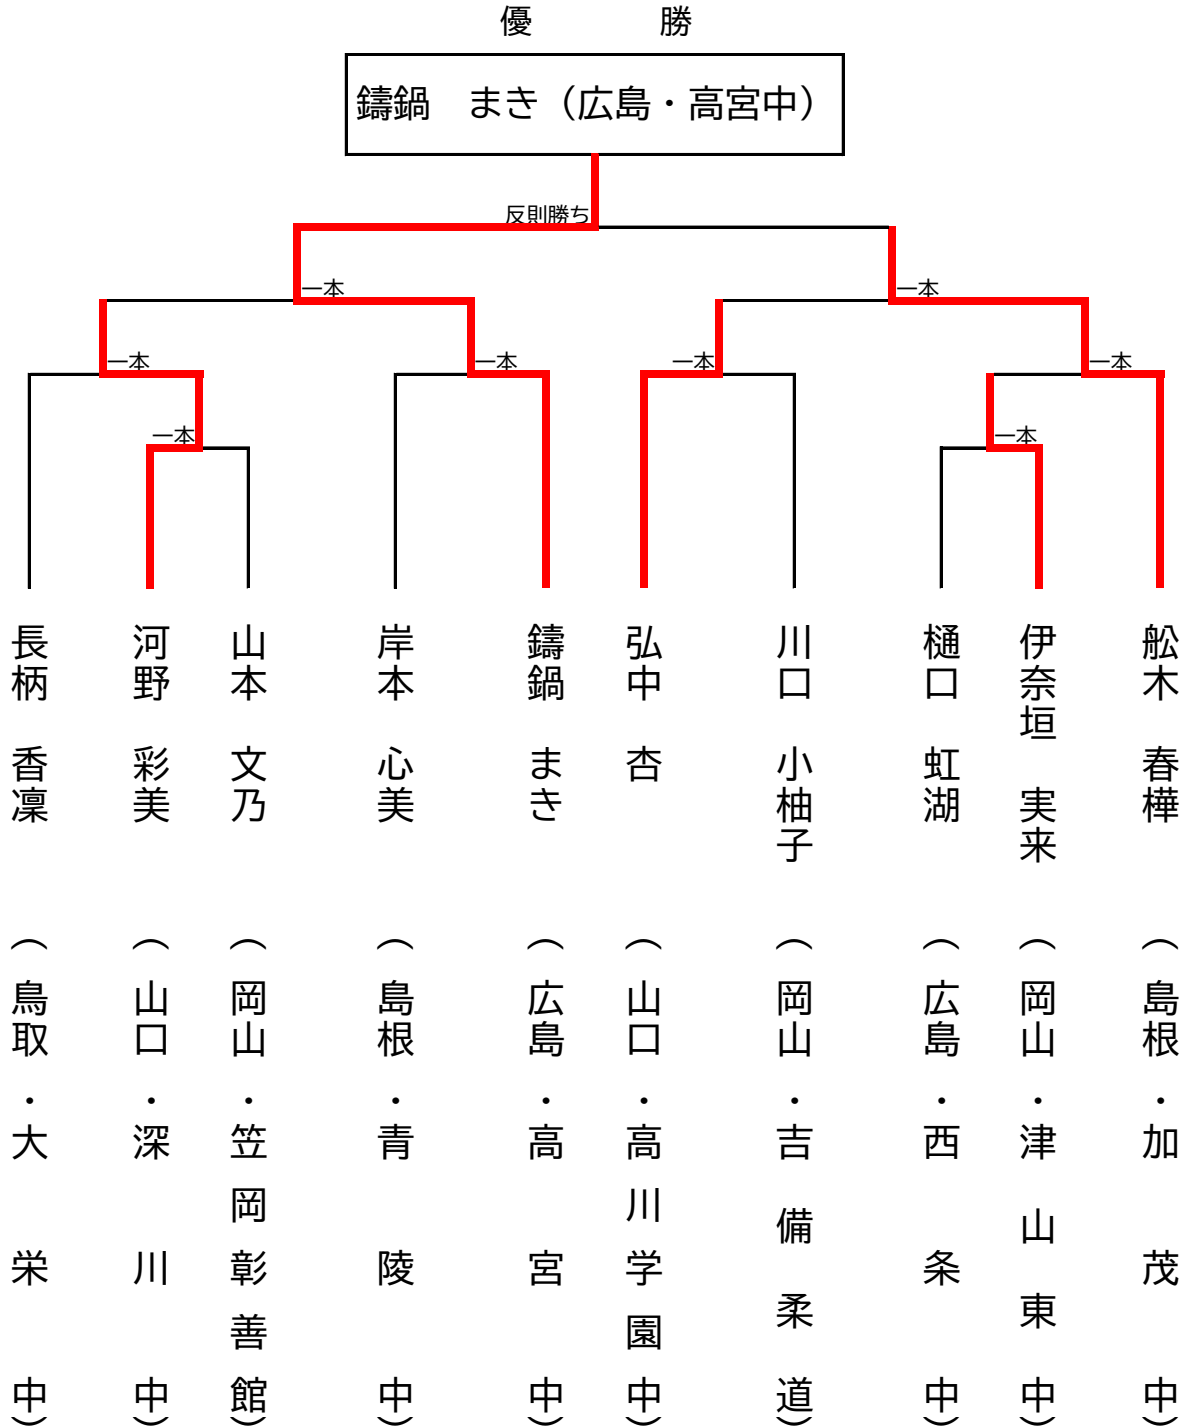 優　勝
鑄鍋　まき（広島・高宮中）
反則勝ち
一本
一本
一本
一本
一本
一本
一本
一本
長柄　香凜　（鳥取・大栄中）
河野　彩美　（山口・深川中）
山本　文乃　（岡山・笠岡彰善館）
岸本　心美　（島根・青陵中）
鑄鍋　まき　（広島・高宮中）
弘中　杏　（山口・高川学園中）
川口　小柚子　（岡山・吉備柔道）
樋口　虹湖　（広島・西条中）
伊奈垣　実来　（岡山・津山東中）
舩木　春樺　（島根・加茂中）